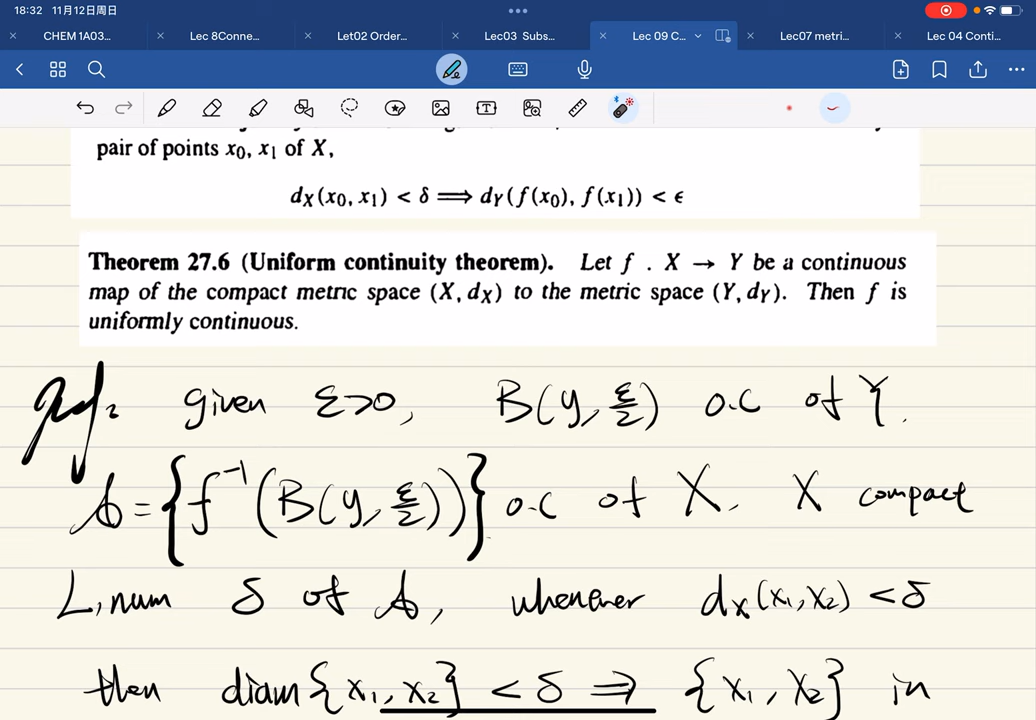 18:32 11月12日周日
CHEM 1A03... Lec 8Conne... Let02 Order... Lec03 Subs... Lec 09 C... Lec07 metri... Lec 04 Conti...
pair of points x₀, x₁ of X,
d_X(x₀, x₁) < δ ⟹ d_Y(f(x₀), f(x₁)) < ϵ
Theorem 27.6 (Uniform continuity theorem). Let f . X → Y be a continuous
map of the compact metric space (X, d_X) to the metric space (Y, d_Y). Then f is
uniformly continuous.
given ε>0, B(y, ε/2) o.c of Y.
A = {f⁻¹(B(y, ε/2))} o.c of X. X compact
L,num δ of A, whenever d_X(x₁, x₂) < δ
then diam{x₁, x₂} < δ ⇒ {x₁, x₂} in